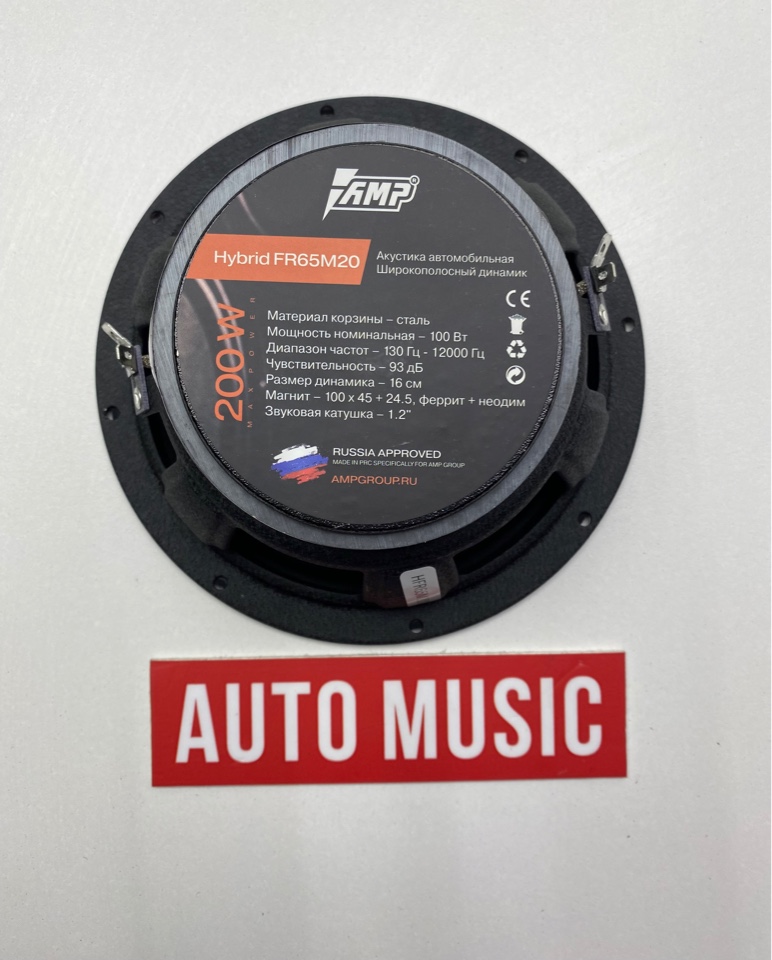 AMP®
Hybrid FR65M20
Акустика автомобильная
Широкополосный динамик
CE
200W
MAX POWER
Материал корзины – сталь
Мощность номинальная – 100 Вт
Диапазон частот – 130 Гц - 12000 Гц
Чувствительность – 93 дБ
Размер динамика – 16 см
Магнит – 100 x 45 + 24.5, феррит + неодим
Звуковая катушка – 1.2"
RUSSIA APPROVED
MADE IN PRC SPECIFICALLY FOR AMP GROUP
AMPGROUP.RU
AUTO MUSIC